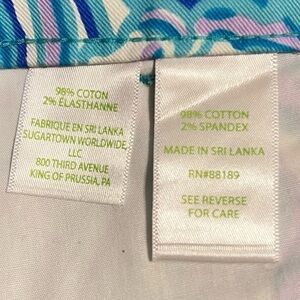 98% COTON
2% ÉLASTHANNE
FABRIQUE EN SRI LANKA
SUGARTOWN WORLDWIDE,
LLC
800 THIRD AVENUE
KING OF PRUSSIA, PA
98% COTTON
2% SPANDEX
MADE IN SRI LANKA
RN#88189
SEE REVERSE
FOR CARE